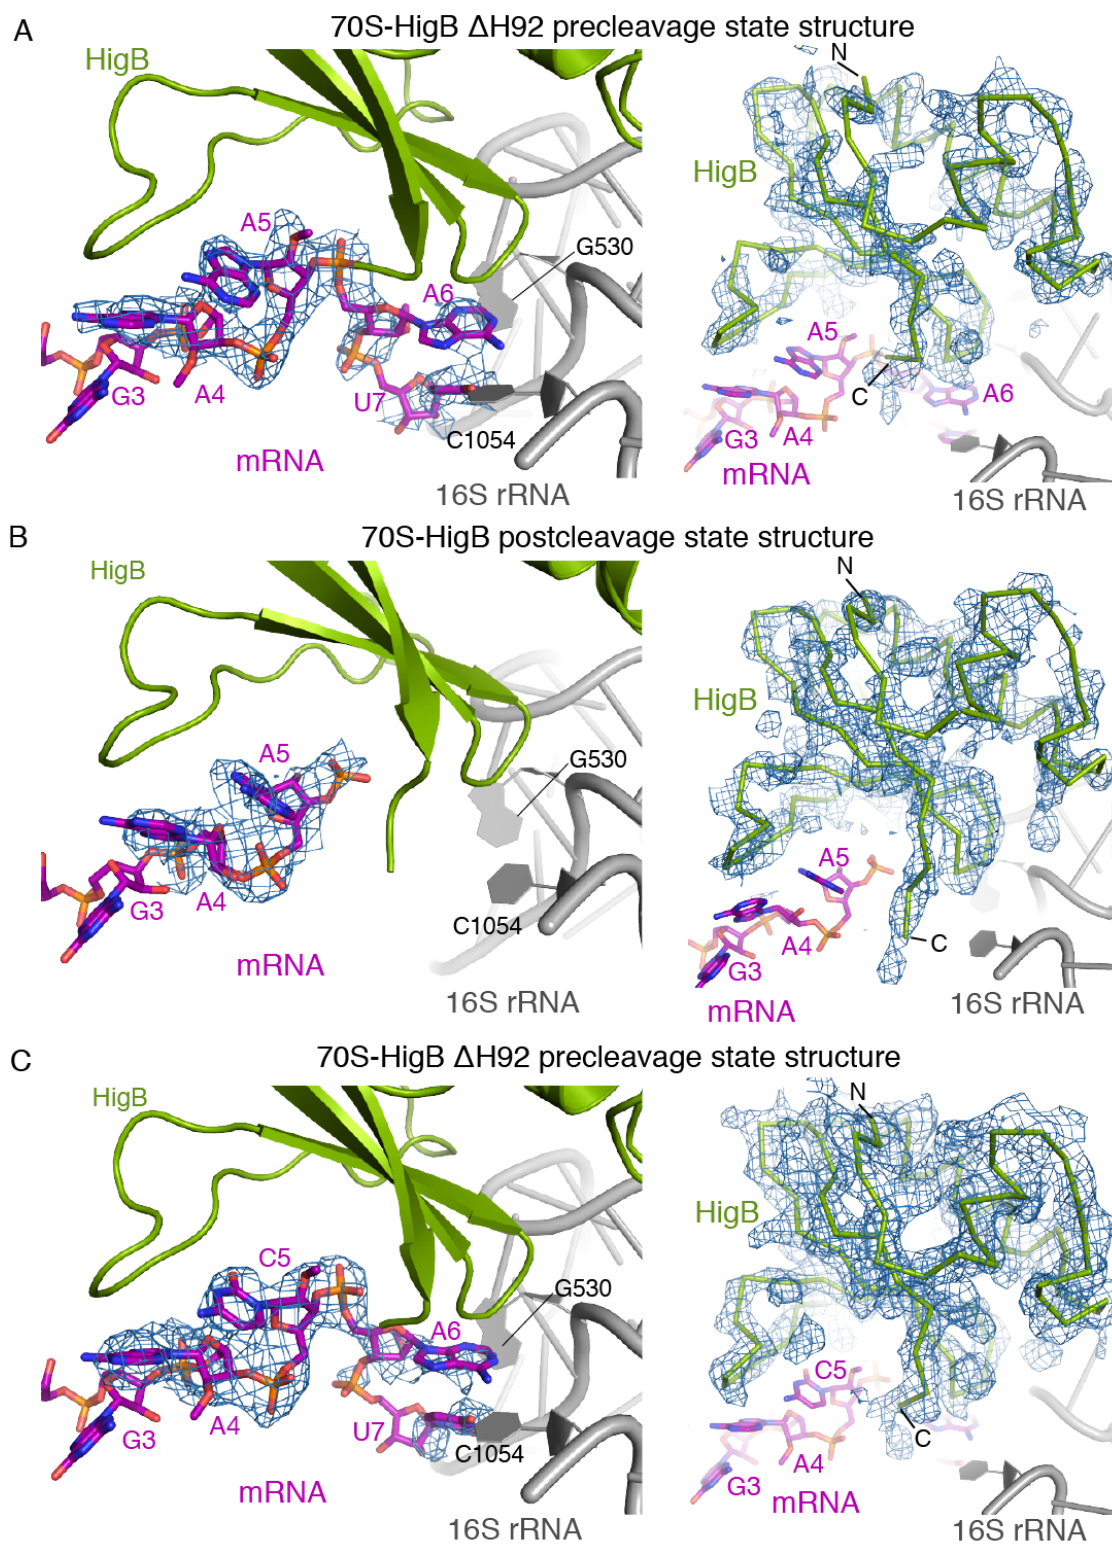 A
70S-HigB ΔH92 precleavage state structure
HigB
A5
G530
A6
G3
A4
U7
C1054
mRNA
16S rRNA
N
HigB
A5
C
A6
G3
A4
mRNA
16S rRNA
B
70S-HigB postcleavage state structure
HigB
A5
G530
G3
A4
C1054
mRNA
16S rRNA
N
HigB
A5
A4
C
G3
mRNA
16S rRNA
C
70S-HigB ΔH92 precleavage state structure
HigB
C5
G530
A6
A4
G3
U7
C1054
mRNA
16S rRNA
N
HigB
C5
C
A4
G3
mRNA
16S rRNA